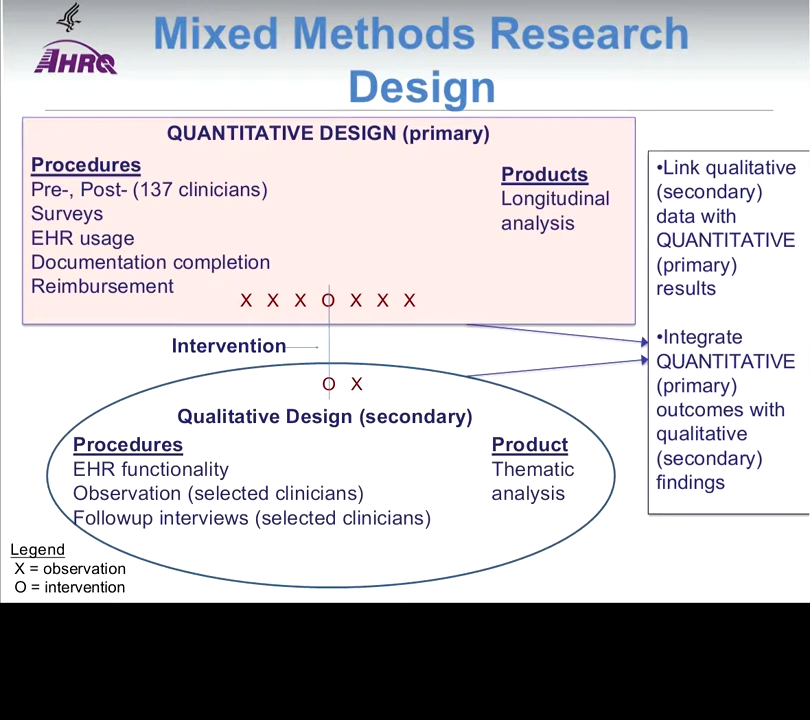 AHRQ
Mixed Methods Research
Design
QUANTITATIVE DESIGN (primary)
Procedures
Pre-, Post- (137 clinicians)
Surveys
EHR usage
Documentation completion
Reimbursement
Products
Longitudinal
analysis
X X X O X X X
Intervention
O X
Qualitative Design (secondary)
Procedures
EHR functionality
Observation (selected clinicians)
Followup interviews (selected clinicians)
Product
Thematic
analysis
•Link qualitative
(secondary)
data with
QUANTITATIVE
(primary)
results
•Integrate
QUANTITATIVE
(primary)
outcomes with
qualitative
(secondary)
findings
Legend
X = observation
O = intervention